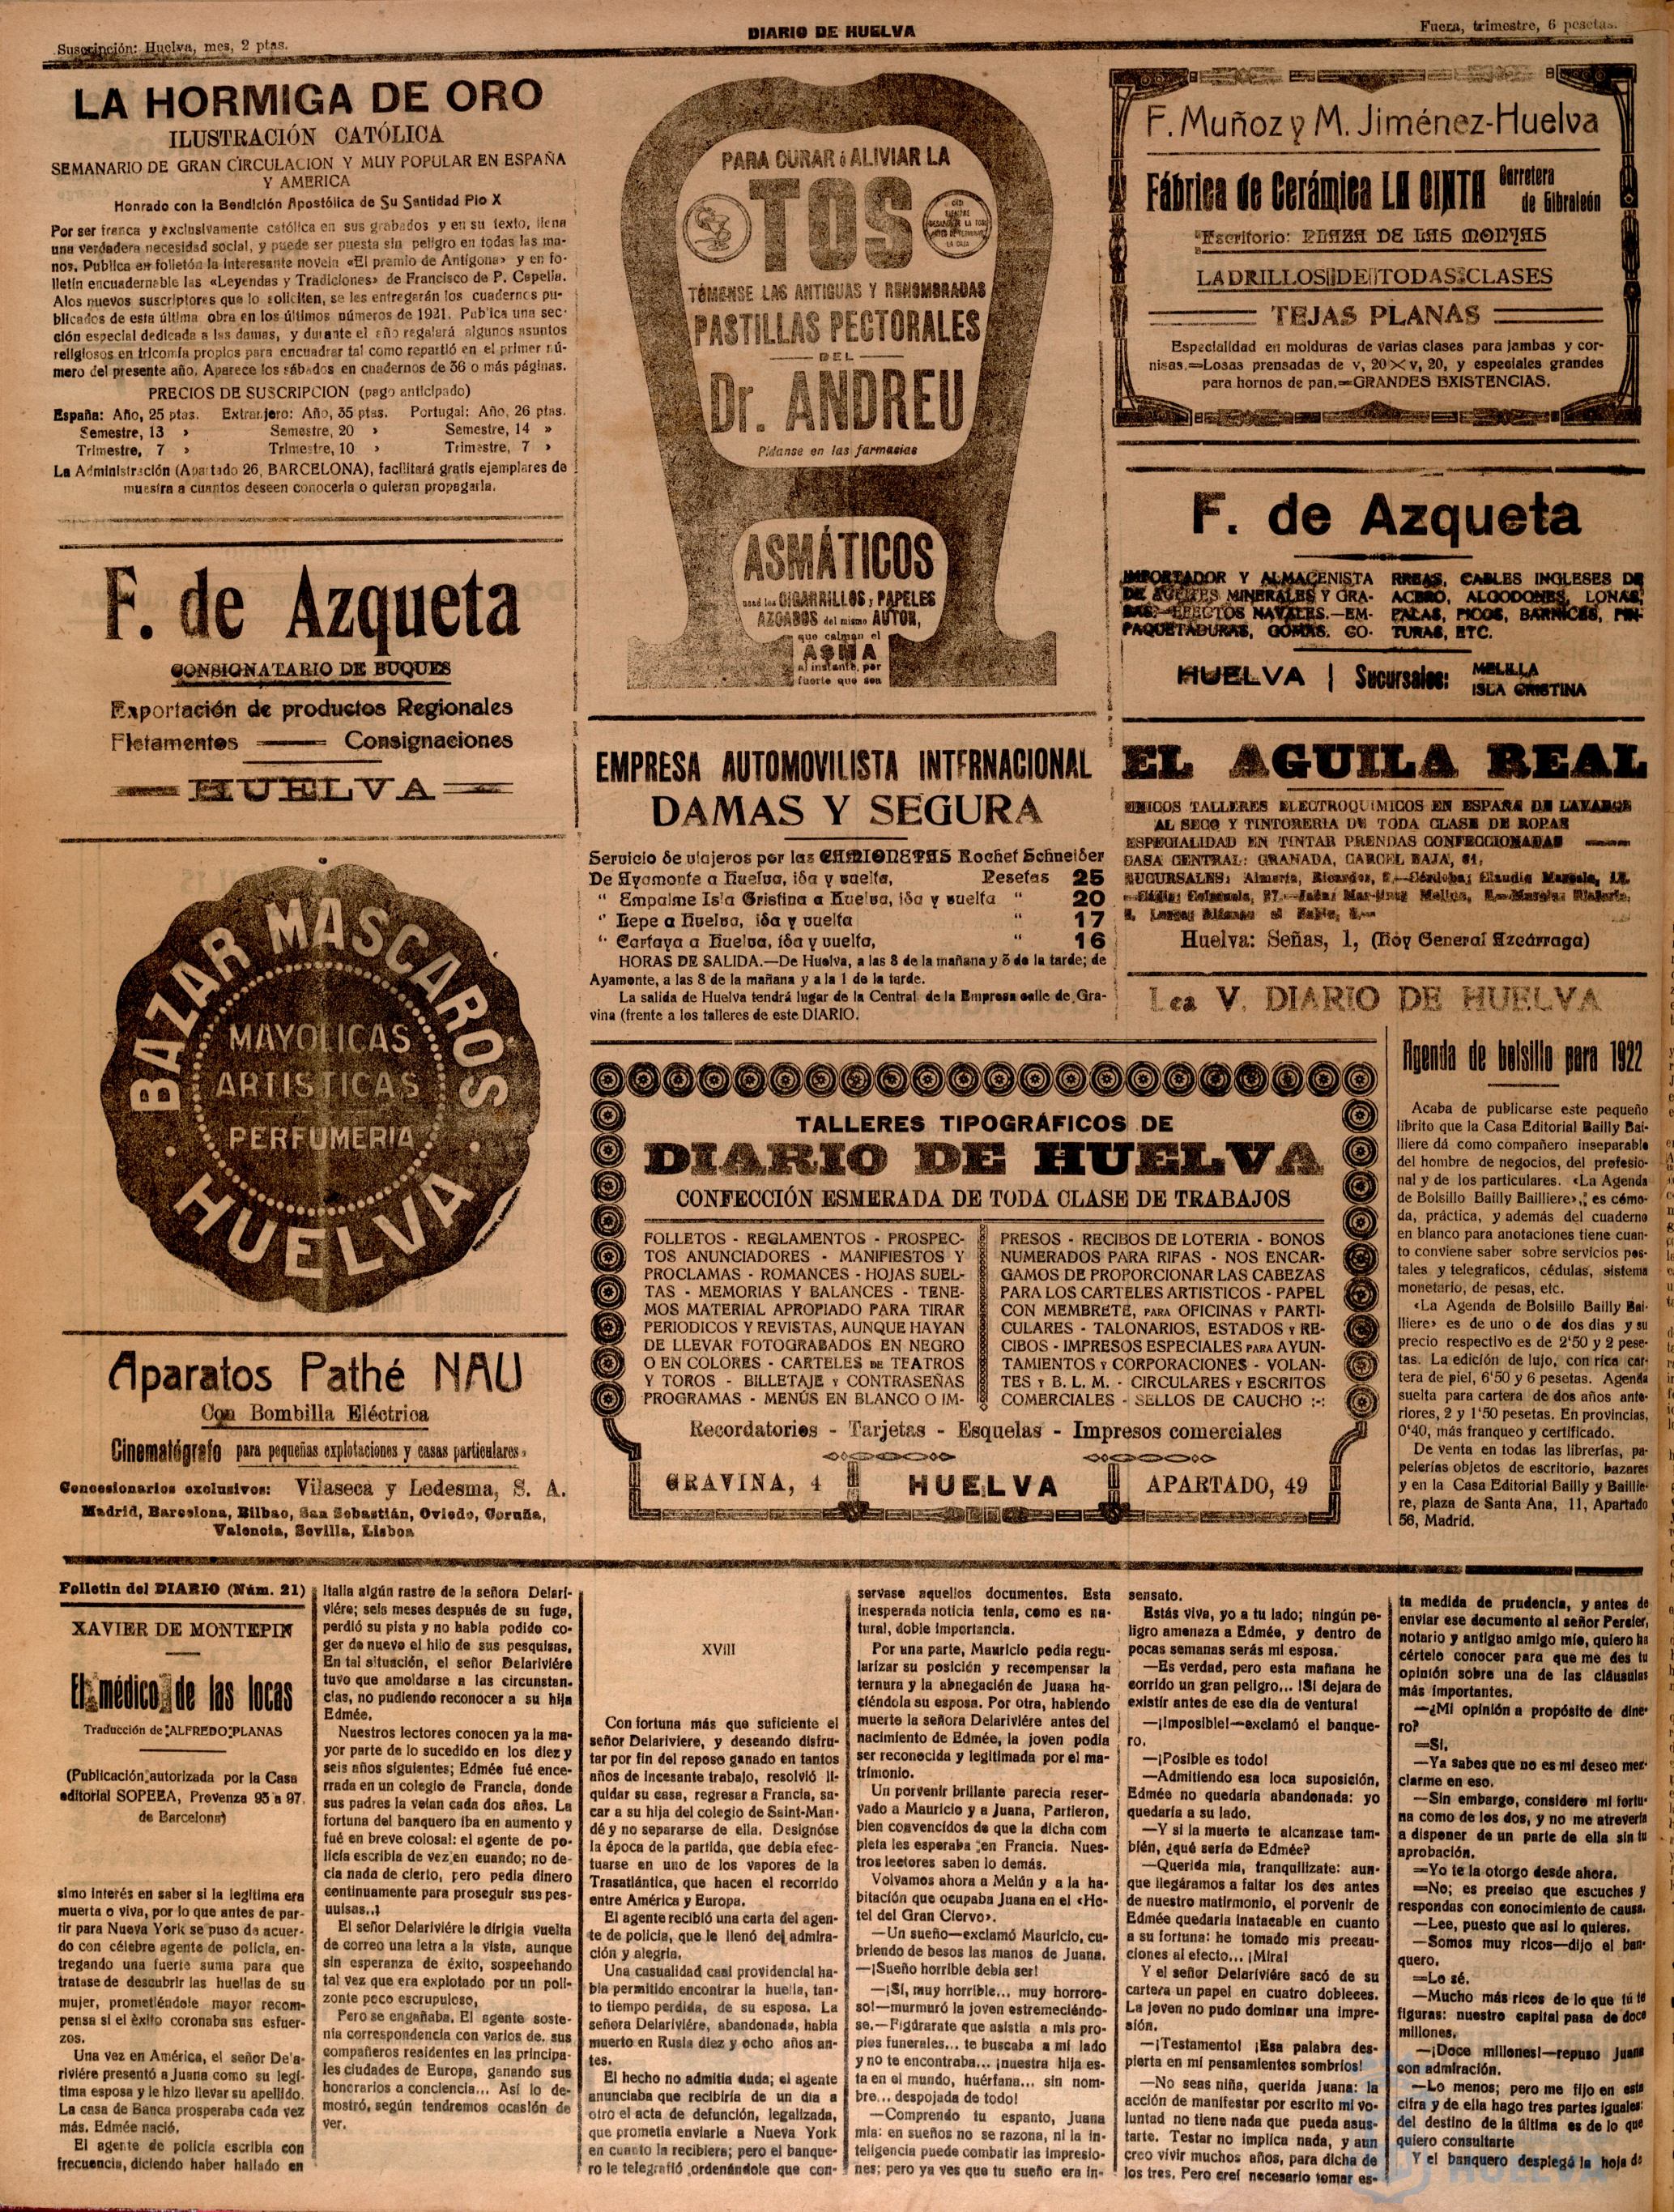 Suscripción: Huelva, mes, 2 ptas.
DIARIO DE HUELVA
Fuera, trimestre, 6 pesetas.
LA HORMIGA DE ORO
ILUSTRACIÓN CATÓLICA
SEMANARIO DE GRAN CIRCULACION Y MUY POPULAR EN ESPAÑA
Y AMERICA
Honrado con la Bendición Apostólica de Su Santidad Pio X
Por ser franca y exclusivamente católica en sus grabados y en su texto, llena
una verdadera necesidad social, y puede ser puesta sin peligro en todas las ma-
nos. Publica en folletón la interesante novela «El premio de Antígona» y en fo-
lletín encuadernable las «Leyendas y Tradiciones» de Francisco de P. Capella.
Alos nuevos suscriptores que lo soliciten, se les entregarán los cuadernos pu-
blicados de esta última obra en los últimos números de 1921. Publica una sec-
ción especial dedicada a las damas, y durante el año regalará algunos asuntos
religiosos en tricomía propios para encuadrar tal como repartió en el primer nú-
mero del presente año. Aparece los sábados en cuadernos de 36 o más páginas.
PRECIOS DE SUSCRIPCION (pago anticipado)
España: Año, 25 ptas. Extranjero: Año, 35 ptas. Portugal: Año, 26 ptas.
Semestre, 13 » Semestre, 20 » Semestre, 14 »
Trimestre, 7 » Trimestre, 10 » Trimestre, 7 »
La Administración (Apartado 26, BARCELONA), facilitará gratis ejemplares de
muestra a cuantos deseen conocerla o quieran propagarla.
F. de Azqueta
CONSIGNATARIO DE BUQUES
Exportación de productos Regionales
Fletamentos Consignaciones
HUELVA
BAZAR MASCAROS
MAYOLICAS
ARTISTICAS
PERFUMERIA
HUELVA
Aparatos Pathé NAU
Con Bombilla Eléctrica
Cinematógrafo para pequeñas explotaciones y casas particulares
Concesionarios exclusivos: Vilaseca y Ledesma, S. A.
Madrid, Barcelona, Bilbao, San Sebastián, Oviedo, Coruña,
Valencia, Sevilla, Lisboa
PARA CURAR ó ALIVIAR LA
TOS
TÓMENSE LAS ANTIGUAS Y RENOMBRADAS
PASTILLAS PECTORALES
DEL
Dr. ANDREU
Pídanse en las farmacias
ASMÁTICOS
usad los CIGARRILLOS y PAPELES
AZOADOS del mismo AUTOR,
que calman el
ASMA
al instante, por
fuerte que sea
EMPRESA AUTOMOVILISTA INTERNACIONAL
DAMAS Y SEGURA
Servicio de viajeros por las CAMIONETAS Rochet Schneider
De Ayamonte a Huelva, ida y vuelta, Pesetas 25
" Empalme Isla Cristina a Huelva, ida y vuelta " 20
" Lepe a Huelva, ida y vuelta " 17
" Cartaya a Huelva, ida y vuelta, " 16
HORAS DE SALIDA.—De Huelva, a las 8 de la mañana y 3 de la tarde; de
Ayamonte, a las 8 de la mañana y a la 1 de la tarde.
La salida de Huelva tendrá lugar de la Central de la Empresa calle de Gra-
vina (frente a los talleres de este DIARIO.
F. Muñoz y M. Jiménez-Huelva
Fábrica de Cerámica LA CINTA Carretera
de Gibraleón
Escritorio: PLAZA DE LAS MONJAS
LADRILLOS DE TODAS CLASES
TEJAS PLANAS
Especialidad en molduras de varias clases para jambas y cor-
nisas.=Losas prensadas de v, 20×v, 20, y especiales grandes
para hornos de pan.=GRANDES EXISTENCIAS.
F. de Azqueta
IMPORTADOR Y ALMACENISTA
DE ACEITES MINERALES Y GRA-
SAS.—EFECTOS NAVALES.—EM-
PAQUETADURAS, GOMAS. CO-
RREAS, CABLES INGLESES DE
ACERO, ALGODONES, LONAS,
PALAS, PICOS, BARNICES, PIN-
TURAS, ETC.
HUELVA | Sucursales: MELILLA
ISLA CRISTINA
EL AGUILA REAL
UNICOS TALLERES ELECTROQUIMICOS EN ESPAÑA DE LAVADOS
AL SECO Y TINTORERIA DE TODA CLASE DE ROPAS
ESPECIALIDAD EN TINTAR PRENDAS CONFECCIONADAS
CASA CENTRAL: GRANADA, CARCEL BAJA, 61,
SUCURSALES: Almería, Ricardos,
Huelva: Señas, 1, (Hoy General Azcárraga)
Lea V. DIARIO DE HUELVA
TALLERES TIPOGRÁFICOS DE
DIARIO DE HUELVA
CONFECCIÓN ESMERADA DE TODA CLASE DE TRABAJOS
FOLLETOS - REGLAMENTOS - PROSPEC-
TOS ANUNCIADORES - MANIFIESTOS Y
PROCLAMAS - ROMANCES - HOJAS SUEL-
TAS - MEMORIAS Y BALANCES - TENE-
MOS MATERIAL APROPIADO PARA TIRAR
PERIODICOS Y REVISTAS, AUNQUE HAYAN
DE LLEVAR FOTOGRABADOS EN NEGRO
O EN COLORES - CARTELES DE TEATROS
Y TOROS - BILLETAJE Y CONTRASEÑAS
PROGRAMAS - MENÚS EN BLANCO O IM-
PRESOS - RECIBOS DE LOTERIA - BONOS
NUMERADOS PARA RIFAS - NOS ENCAR-
GAMOS DE PROPORCIONAR LAS CABEZAS
PARA LOS CARTELES ARTISTICOS - PAPEL
CON MEMBRETE, PARA OFICINAS Y PARTI-
CULARES - TALONARIOS, ESTADOS Y RE-
CIBOS - IMPRESOS ESPECIALES PARA AYUN-
TAMIENTOS Y CORPORACIONES - VOLAN-
TES Y B. L. M. - CIRCULARES Y ESCRITOS
COMERCIALES - SELLOS DE CAUCHO :-:
Recordatorios - Tarjetas - Esquelas - Impresos comerciales
GRAVINA, 4 HUELVA APARTADO, 49
Agenda de bolsillo para 1922
Acaba de publicarse este pequeño
librito que la Casa Editorial Bailly Bai-
lliere dá como compañero inseparable
del hombre de negocios, del profesio-
nal y de los particulares. «La Agenda
de Bolsillo Bailly Bailliere», es cómo-
da, práctica, y además del cuaderno
en blanco para anotaciones tiene cuan-
to conviene saber sobre servicios pos-
tales y telegraficos, cédulas, sistema
monetario, de pesas, etc.
«La Agenda de Bolsillo Bailly Bai-
lliere» es de uno o de dos dias y su
precio respectivo es de 2'50 y 2 pese-
tas. La edición de lujo, con rica car-
tera de piel, 6'50 y 6 pesetas. Agenda
suelta para cartera de dos años ante-
riores, 2 y 1'50 pesetas. En provincias,
0'40, más franqueo y certificado.
De venta en todas las librerías, pa-
pelerías objetos de escritorio, bazares
y en la Casa Editorial Bailly y Baillie-
re, plaza de Santa Ana, 11, Apartado
56, Madrid.
Folletin del DIARIO (Núm. 21)
XAVIER DE MONTEPIN
El médico de las locas
Traducción de ALFREDO PLANAS
(Publicación autorizada por la Casa
editorial SOPENA, Provenza 93 a 97.
de Barcelona)
simo interés en saber si la legítima era
muerta o viva, por lo que antes de par-
tir para Nueva York se puso de acuer-
do con célebre agente de policía, en-
tregando una fuerte suma para que
tratase de descubrir las huellas de su
mujer, prometiéndole mayor recom-
pensa si el éxito coronaba sus esfuer-
zos.
Una vez en América, el señor Dela-
riviére presentó a Juana como su legí-
tima esposa y le hizo llevar su apellido.
La casa de Banca prosperaba cada vez
más. Edmée nació.
El agente de policía escribia con
frecuencia, diciendo haber hallado en
Italia algún rastro de la señora Delari-
viére; seis meses después de su fuga,
perdió su pista y no habia podido co-
ger de nuevo el hilo de sus pesquisas.
En tal situación, el señor Delariviére
tuvo que amoldarse a las circunstan-
cias, no pudiendo reconocer a su hija
Edmée.
Nuestros lectores conocen ya la ma-
yor parte de lo sucedido en los diez y
seis años siguientes; Edmée fué ence-
rrada en un colegio de Francia, donde
sus padres la veían cada dos años. La
fortuna del banquero iba en aumento y
fué en breve colosal: el agente de po-
licía escribía de vez en cuando; no de-
cia nada de cierto, pero pedia dinero
continuamente para proseguir sus pes-
uuisas..;
El señor Delariviére le dirigia vuelta
de correo una letra a la vista, aunque
sin esperanza de éxito, sospechando
tal vez que era explotado por un poli-
zonte poco escrupuloso,
Pero se engañaba. El agente soste-
nía correspondencia con varios de. sus
compañeros residentes en las principa-
les ciudades de Europa, ganando sus
honorarios a conciencia... Así lo de-
mostró, según tendremos ocasión de
ver.
XVIII
Con fortuna más que suficiente el
señor Delariviere, y deseando disfru-
tar por fin del reposo ganado en tantos
años de incesante trabajo, resolvió li-
quidar su casa, regresar a Francia, sa-
car a su hija del colegio de Saint-Man-
dé y no separarse de ella. Designóse
la época de la partida, que debía efec-
tuarse en uno de los vapores de la
Trasatlántica, que hacen el recorrido
entre América y Europa.
El agente recibió una carta del agen-
te de policía, que le llenó de admira-
ción y alegria.
Una casualidad casi providencial ha-
bia permitido encontrar la huella, tan-
to tiempo perdida, de su esposa. La
señora Delariviére, abandonada, había
muerto en Rusia diez y ocho años an-
tes.
El hecho no admitia duda; el agente
anunciaba que recibiría de un dia a
otro el acta de defunción, legalizada,
que prometia enviarle a Nueva York
en cuanto la recibiera; pero el banque-
ro le telegrafió ordenándole que con-
servase aquellos documentos. Esta
inesperada noticia tenia, como es na-
tural, doble importancia.
Por una parte, Mauricio podia regu-
larizar su posición y recompensar la
ternura y la abnegación de Juana ha-
ciéndola su esposa. Por otra, habiendo
muerto la señora Delariviére antes del
nacimiento de Edmée, la joven podía
ser reconocida y legitimada por el ma-
trimonio.
Un porvenir brillante parecia reser-
vado a Mauricio y a Juana, Partieron,
bien convencidos de que la dicha com
pleta les esperaba en Francia. Nues-
tros lectores saben lo demás.
Volvamos ahora a Melún y a la ha-
bitación que ocupaba Juana en el «Ho-
tel del Gran Ciervo».
—Un sueño—exclamó Mauricio, cu-
briendo de besos las manos de Juana.
—¡Sueño horrible debia ser!
—¡Si, muy horrible... muy horroro-
so!—murmuró la joven estremeciéndo-
se.—Figúrarate que asistia a mis pro-
pios funerales... te buscaba a mi lado
y no te encontraba... ¡nuestra hija es-
ta en el mundo, huérfana... sin nom-
bre... despojada de todo!
—Comprendo tu espanto, Juana
mia: en sueños no se razona, ni la in-
teligencia puede combatir las impresio-
nes; pero ya ves que tu sueño era in-
sensato.
Estás viva, yo a tu lado; ningún pe-
ligro amenaza a Edmée, y dentro de
pocas semanas serás mi esposa.
—Es verdad, pero esta mañana he
corrido un gran peligro... ¡Si dejara de
existir antes de ese dia de ventura!
—¡Imposible!—exclamó el banque-
ro.
—¡Posible es todo!
—Admitiendo esa loca suposición,
Edmée no quedaría abandonada: yo
quedaría a su lado.
—Y si la muerte te alcanzase tam-
bién, ¿qué sería de Edmée?
—Querida mia, tranquilízate: aun-
que llegáramos a faltar los dos antes
de nuestro matirmonio, el porvenir de
Edmée quedaria inatacable en cuanto
a su fortuna: he tomado mis precau-
ciones al efecto... ¡Mira!
Y el señor Delariviére sacó de su
cartera un papel en cuatro dobleces.
La joven no pudo dominar una impre-
sión.
—¡Testamento! ¡Esa palabra des-
pierta en mi pensamientos sombrios!
—No seas niña, querida Juana: la
acción de manifestar por escrito mi vo-
luntad no tiene nada que pueda asus-
tarte. Testar no implica nada, y aun
creo vivir muchos años, para dicha de
los tres. Pero creí necesario tomar es-
ta medida de prudencia, y antes de
enviar ese documento al señor Perrier,
notario y antiguo amigo mio, quiero ha
cértelo conocer para que me des tu
opinión sobre una de las cláusulas
más importantes.
—¿Mi opinión a propósito de dine-
ro?
—Si.
—Ya sabes que no es mi deseo mez-
clarme en eso.
—Sin embargo, considero mi fortu-
na como de los dos, y no me atreveria
a disponer de un parte de ella sin tu
aprobación.
—Yo te la otorgo desde ahora.
—No; es preciso que escuches y
respondas con conocimiento de causa.
—Lee, puesto que asi lo quieres.
—Somos muy ricos—dijo el ban-
quero.
—Lo sé.
—Mucho más ricos de lo que tú te
figuras: nuestro capital pasa de doce
millones.
—¡Doce millones!—repuso Juana
con admiración.
—Lo menos; pero me fijo en esta
cifra y de ella hago tres partes iguales:
del destino de la última es de lo que
quiero consultarte
Y el banquero desplegó la hoja de